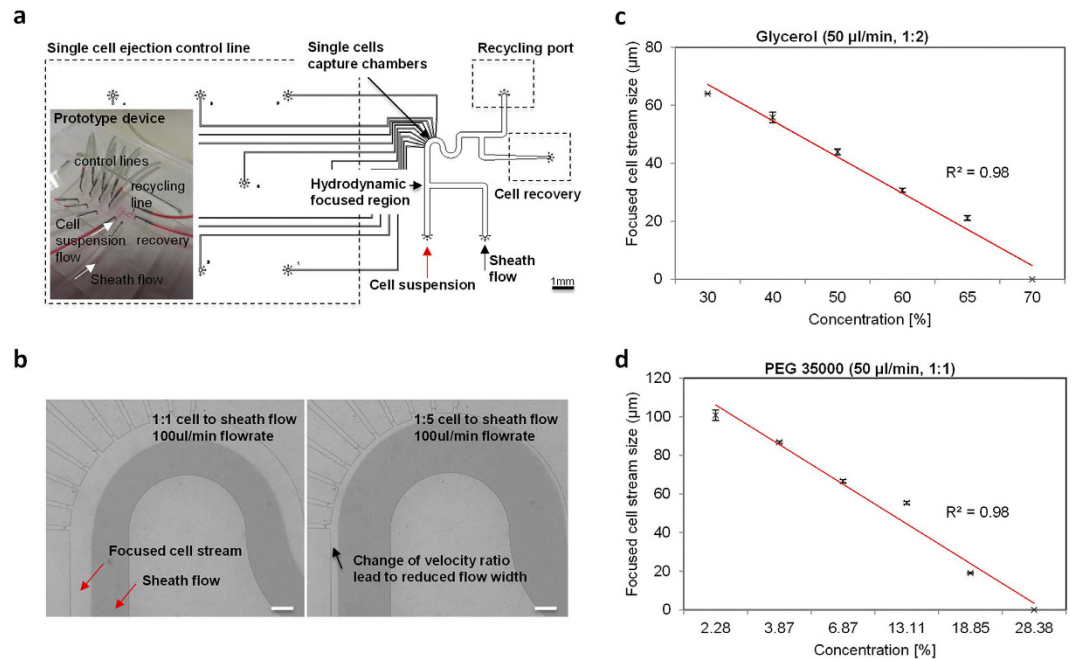 a
Single cell ejection control line
Single cells
capture chambers
Recycling port
Prototype device
control lines
recycling
line
Cell
suspension
flow
recovery
Sheath flow
Hydrodynamic
focused region
Cell recovery
Cell suspension
Sheath
flow
1mm
b
1:1 cell to sheath flow
100ul/min flowrate
Focused cell stream
Sheath flow
1:5 cell to sheath flow
100ul/min flowrate
Change of velocity ratio
lead to reduced flow width
c
Glycerol (50 µl/min, 1:2)
Focused cell stream size (µm)
80
60
40
20
0
R² = 0.98
30 40 50 60 65 70
Concentration [%]
d
PEG 35000 (50 µl/min, 1:1)
Focused cell stream size (µm)
120
100
80
60
40
20
0
R² = 0.98
2.28 3.87 6.87 13.11 18.85 28.38
Concentration [%]